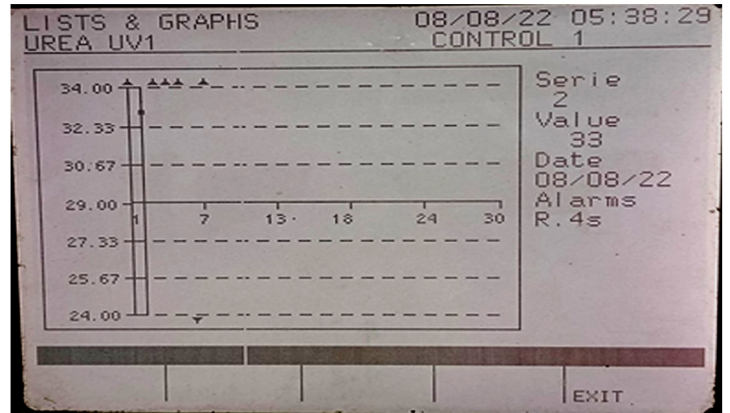 LISTS & GRAPHS 08/08/22 05:38:29
UREA UV1 CONTROL 1
34.00
32.33
30.67
29.00
27.33
25.67
24.00
1 7 13 18 24 30
Serie
2
Value
33
Date
08/08/22
Alarms
R.4s
EXIT